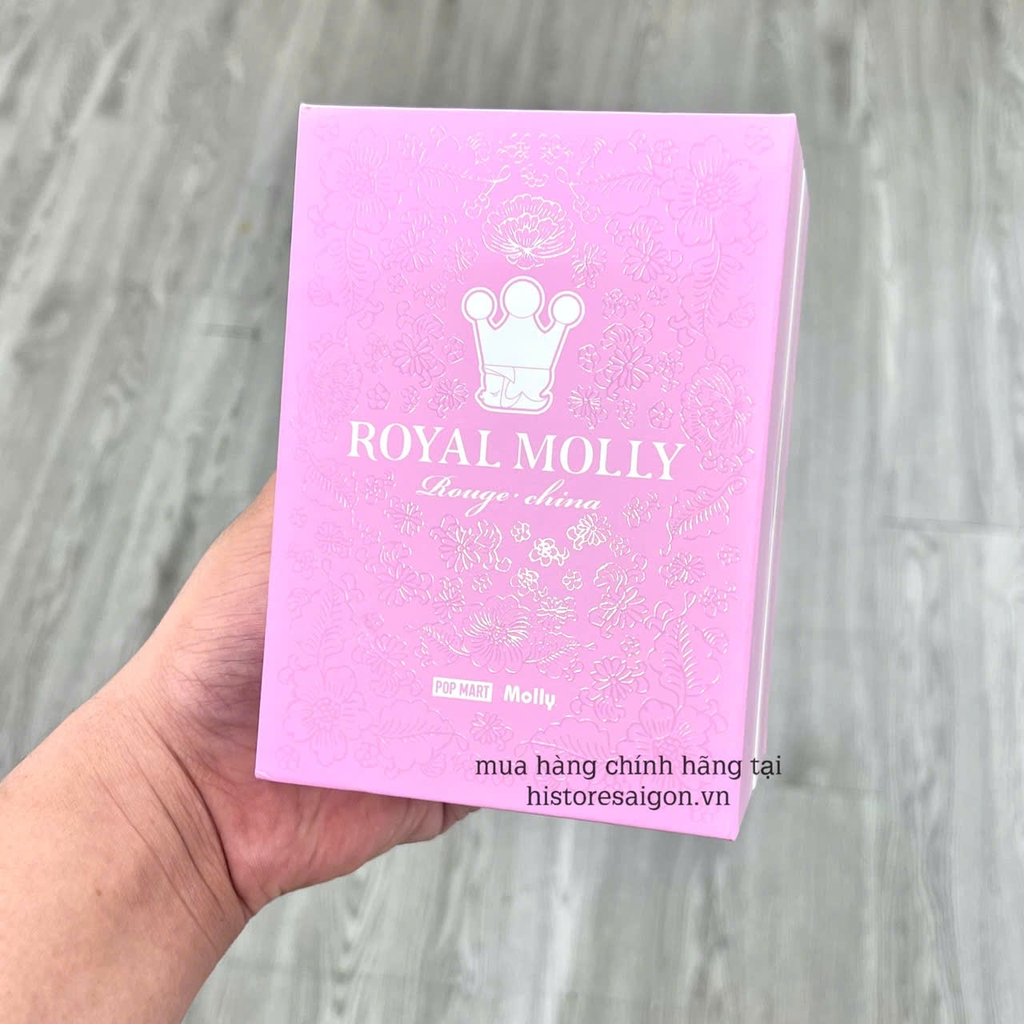 ROYAL MOLLY
Rouge · china
POP MART Molly
mua hàng chính hãng tại
historesaigon.vn